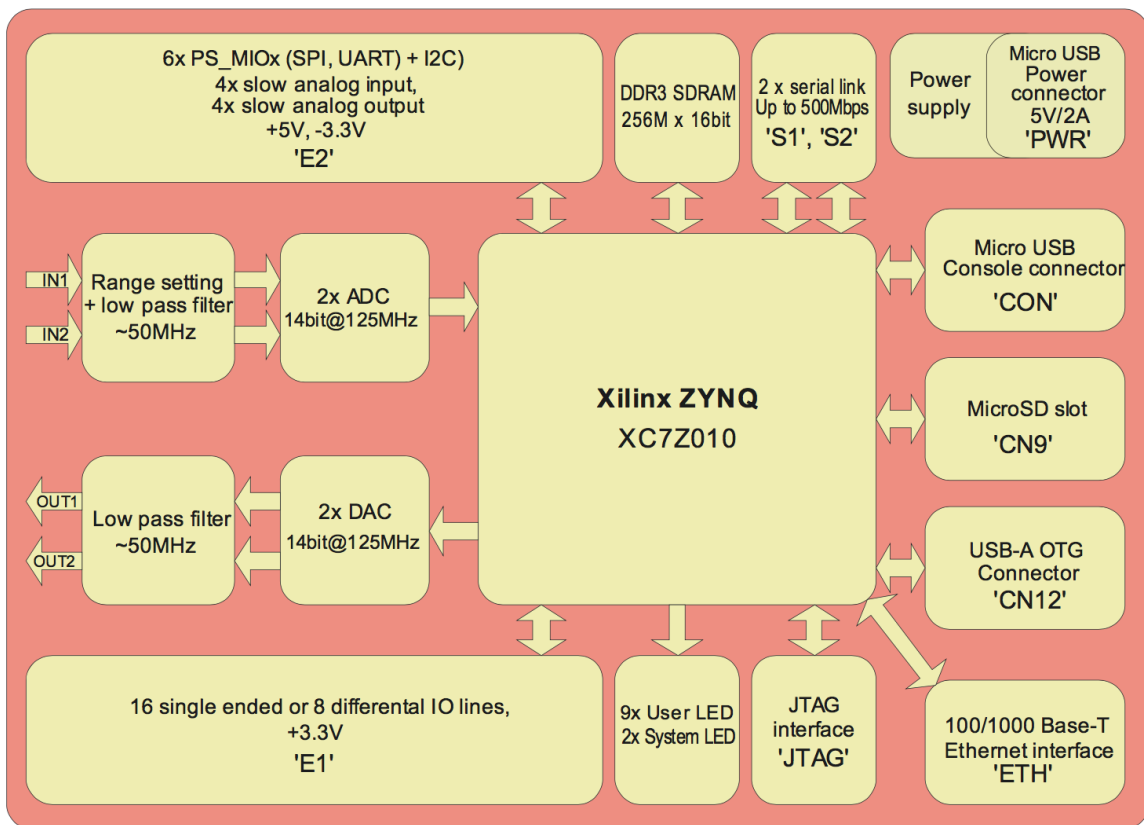 6x PS_MIOx (SPI, UART) + I2C)
4x slow analog input,
4x slow analog output
+5V, -3.3V
'E2'
DDR3 SDRAM
256M x 16bit
2 x serial link
Up to 500Mbps
'S1', 'S2'
Power
supply
Micro USB
Power
connector
5V/2A
'PWR'
IN1
IN2
Range setting
+ low pass filter
~50MHz
2x ADC
14bit@125MHz
Xilinx ZYNQ
XC7Z010
Micro USB
Console connector
'CON'
MicroSD slot
'CN9'
OUT1
OUT2
Low pass filter
~50MHz
2x DAC
14bit@125MHz
USB-A OTG
Connector
'CN12'
16 single ended or 8 differental IO lines,
+3.3V
'E1'
9x User LED
2x System LED
JTAG
interface
'JTAG'
100/1000 Base-T
Ethernet interface
'ETH'